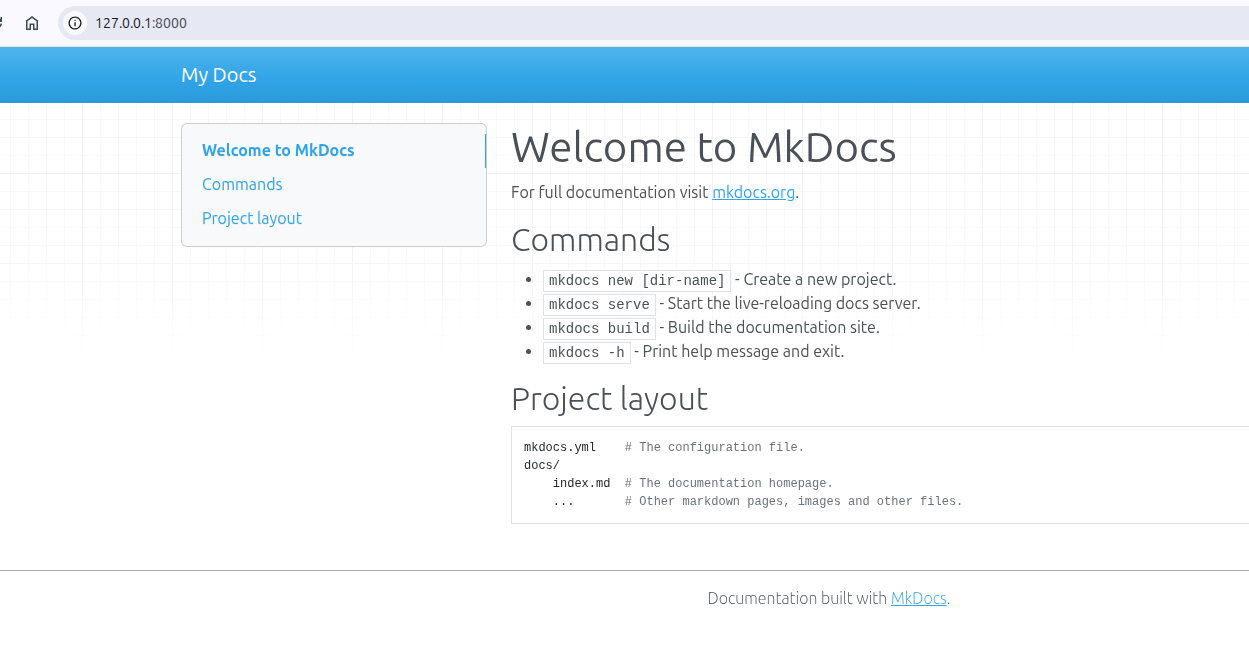 127.0.0.1:8000
My Docs
Welcome to MkDocs
Commands
Project layout
Welcome to MkDocs
For full documentation visit mkdocs.org.
Commands
mkdocs new [dir-name] - Create a new project.
mkdocs serve - Start the live-reloading docs server.
mkdocs build - Build the documentation site.
mkdocs -h - Print help message and exit.
Project layout
mkdocs.yml    # The configuration file.
docs/
    index.md  # The documentation homepage.
    ...       # Other markdown pages, images and other files.
Documentation built with MkDocs.